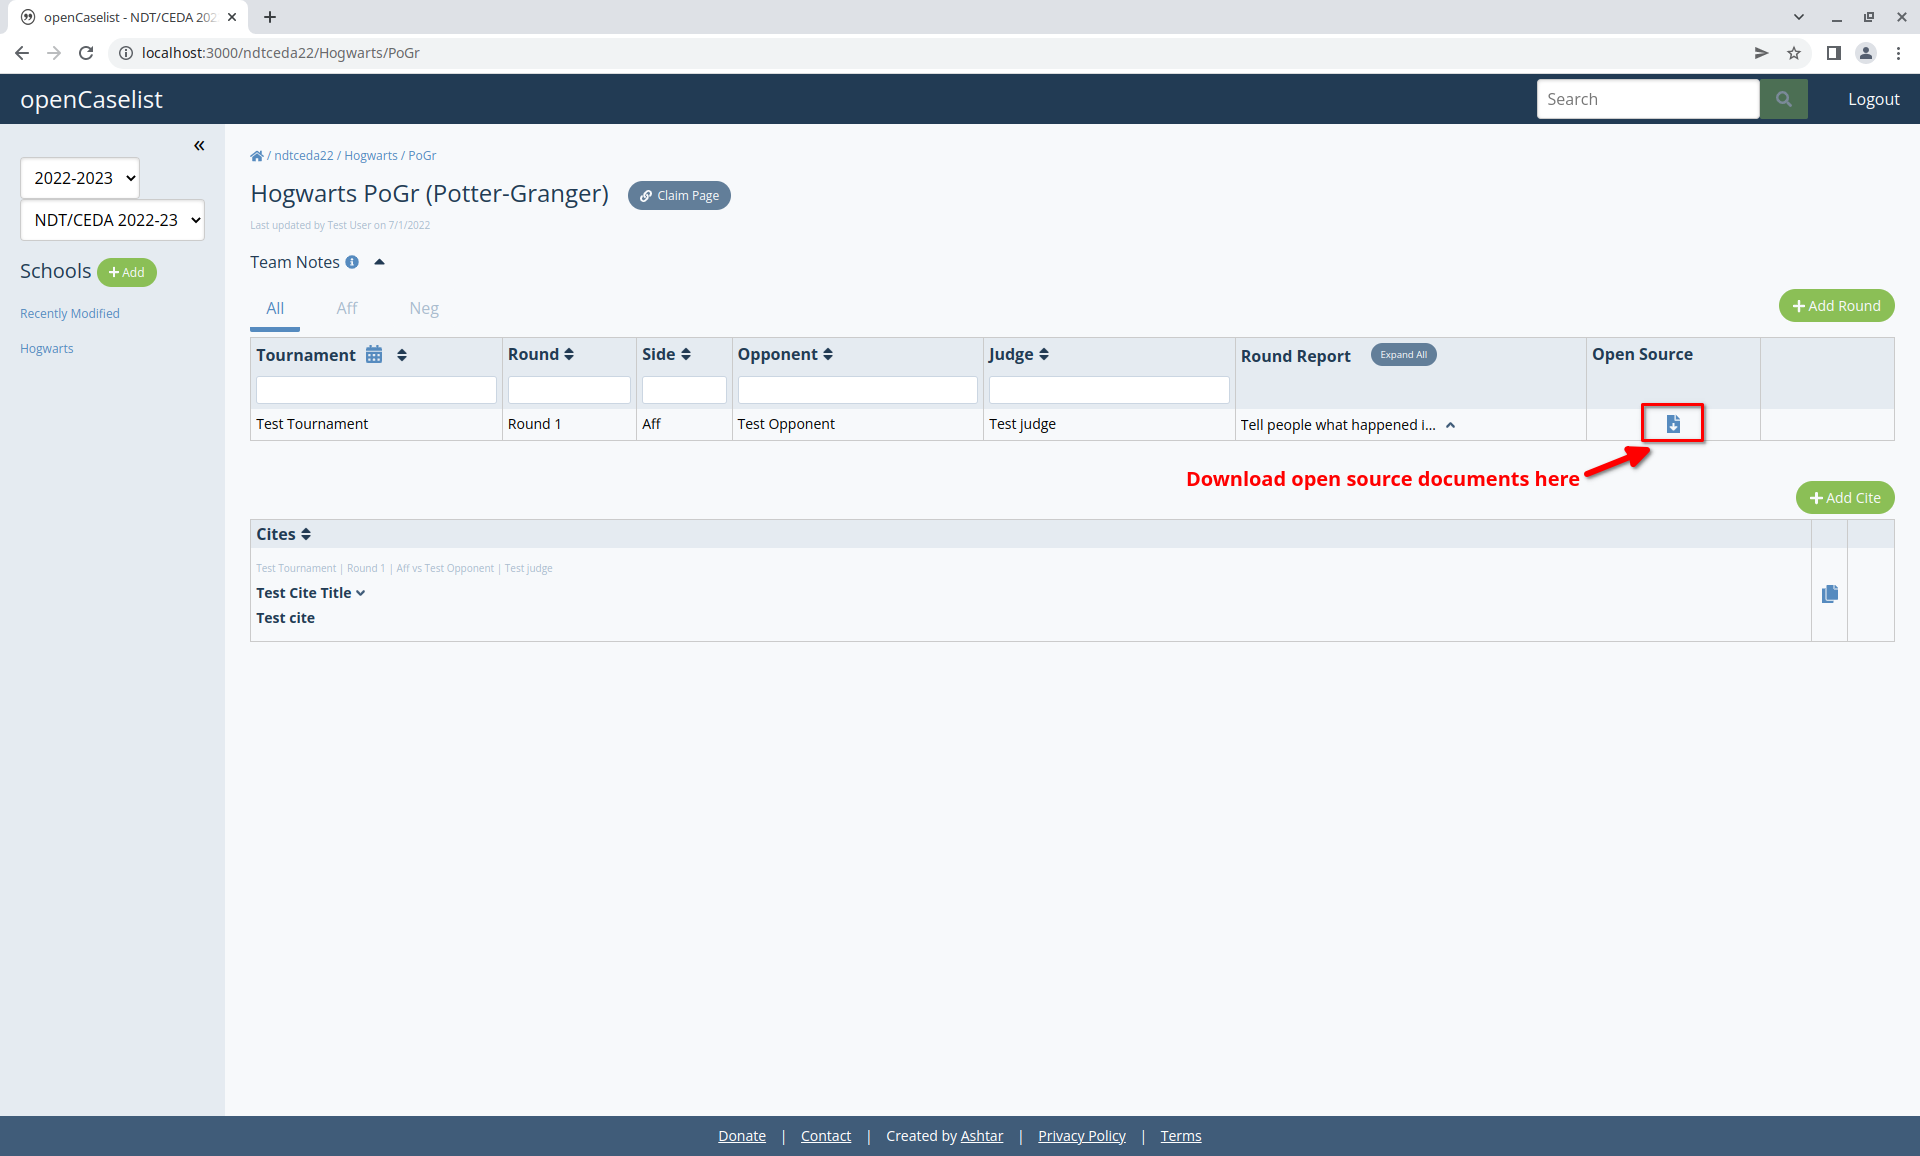 openCaselist - NDT/CEDA 202
localhost:3000/ndtceda22/Hogwarts/PoGr
openCaselist
Search
Logout
«
2022-2023
NDT/CEDA 2022-23
Schools
+ Add
Recently Modified
Hogwarts
/ ndtceda22 / Hogwarts / PoGr
Hogwarts PoGr (Potter-Granger)
Claim Page
Last updated by Test User on 7/1/2022
Team Notes
All Aff Neg
+ Add Round
Tournament Round Side Opponent Judge Round Report Expand All Open Source
Test Tournament Round 1 Aff Test Opponent Test judge Tell people what happened i...
Download open source documents here
+ Add Cite
Cites
Test Tournament | Round 1 | Aff vs Test Opponent | Test judge
Test Cite Title
Test cite
Donate | Contact | Created by Ashtar | Privacy Policy | Terms